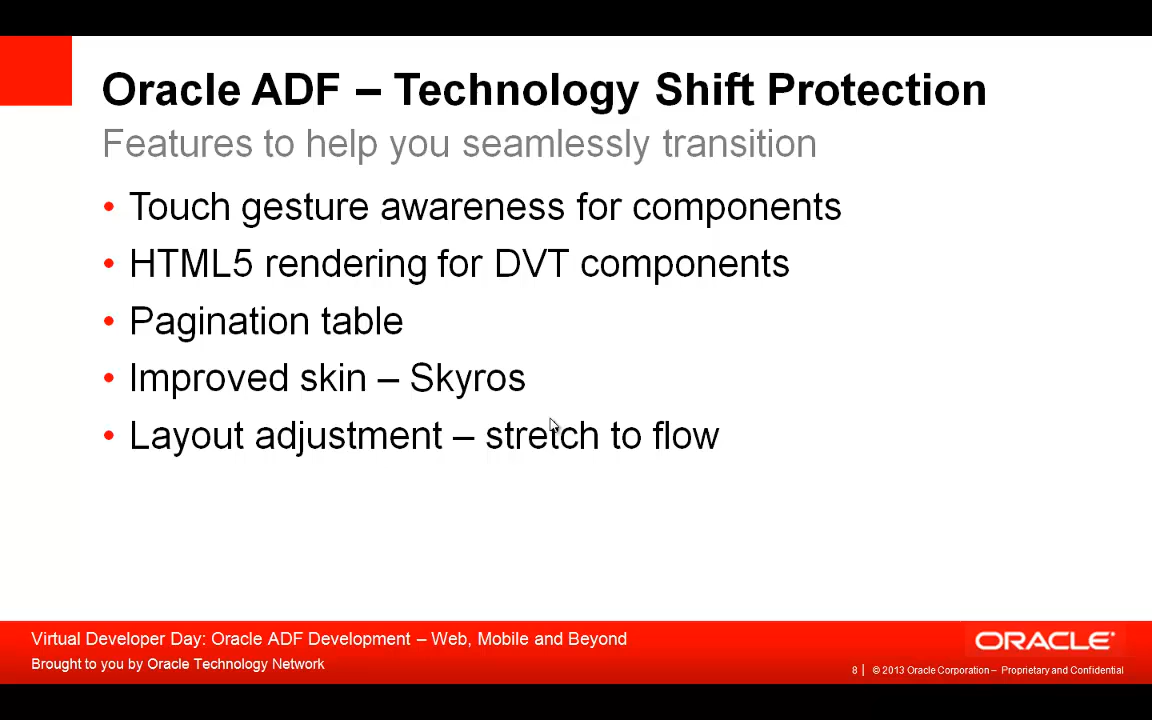 Oracle ADF – Technology Shift Protection
Features to help you seamlessly transition
• Touch gesture awareness for components
• HTML5 rendering for DVT components
• Pagination table
• Improved skin – Skyros
• Layout adjustment – stretch to flow
Virtual Developer Day: Oracle ADF Development – Web, Mobile and Beyond
Brought to you by Oracle Technology Network
ORACLE®
8 | © 2013 Oracle Corporation – Proprietary and Confidential